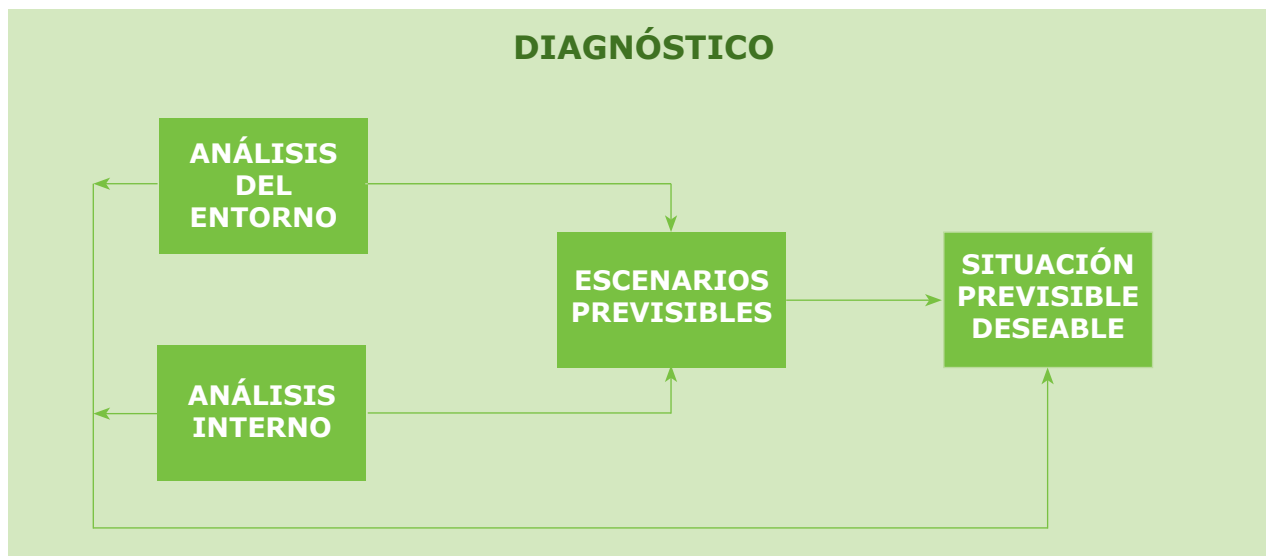 DIAGNÓSTICO
ANÁLISIS
DEL
ENTORNO
ESCENARIOS
PREVISIBLES
SITUACIÓN
PREVISIBLE
DESEABLE
ANÁLISIS
INTERNO